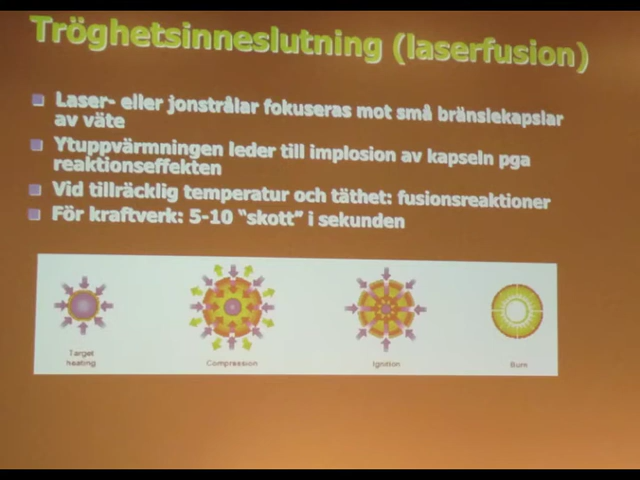 Tröghetsinneslutning (laserfusion)
Laser- eller jonstrålar fokuseras mot små bränslekapslar
av väte
Ytuppvärmningen leder till implosion av kapseln pga
reaktionseffekten
Vid tillräcklig temperatur och täthet: fusionsreaktioner
För kraftverk: 5-10 "skott" i sekunden
Target
heating
Compression
Ignition
Burn